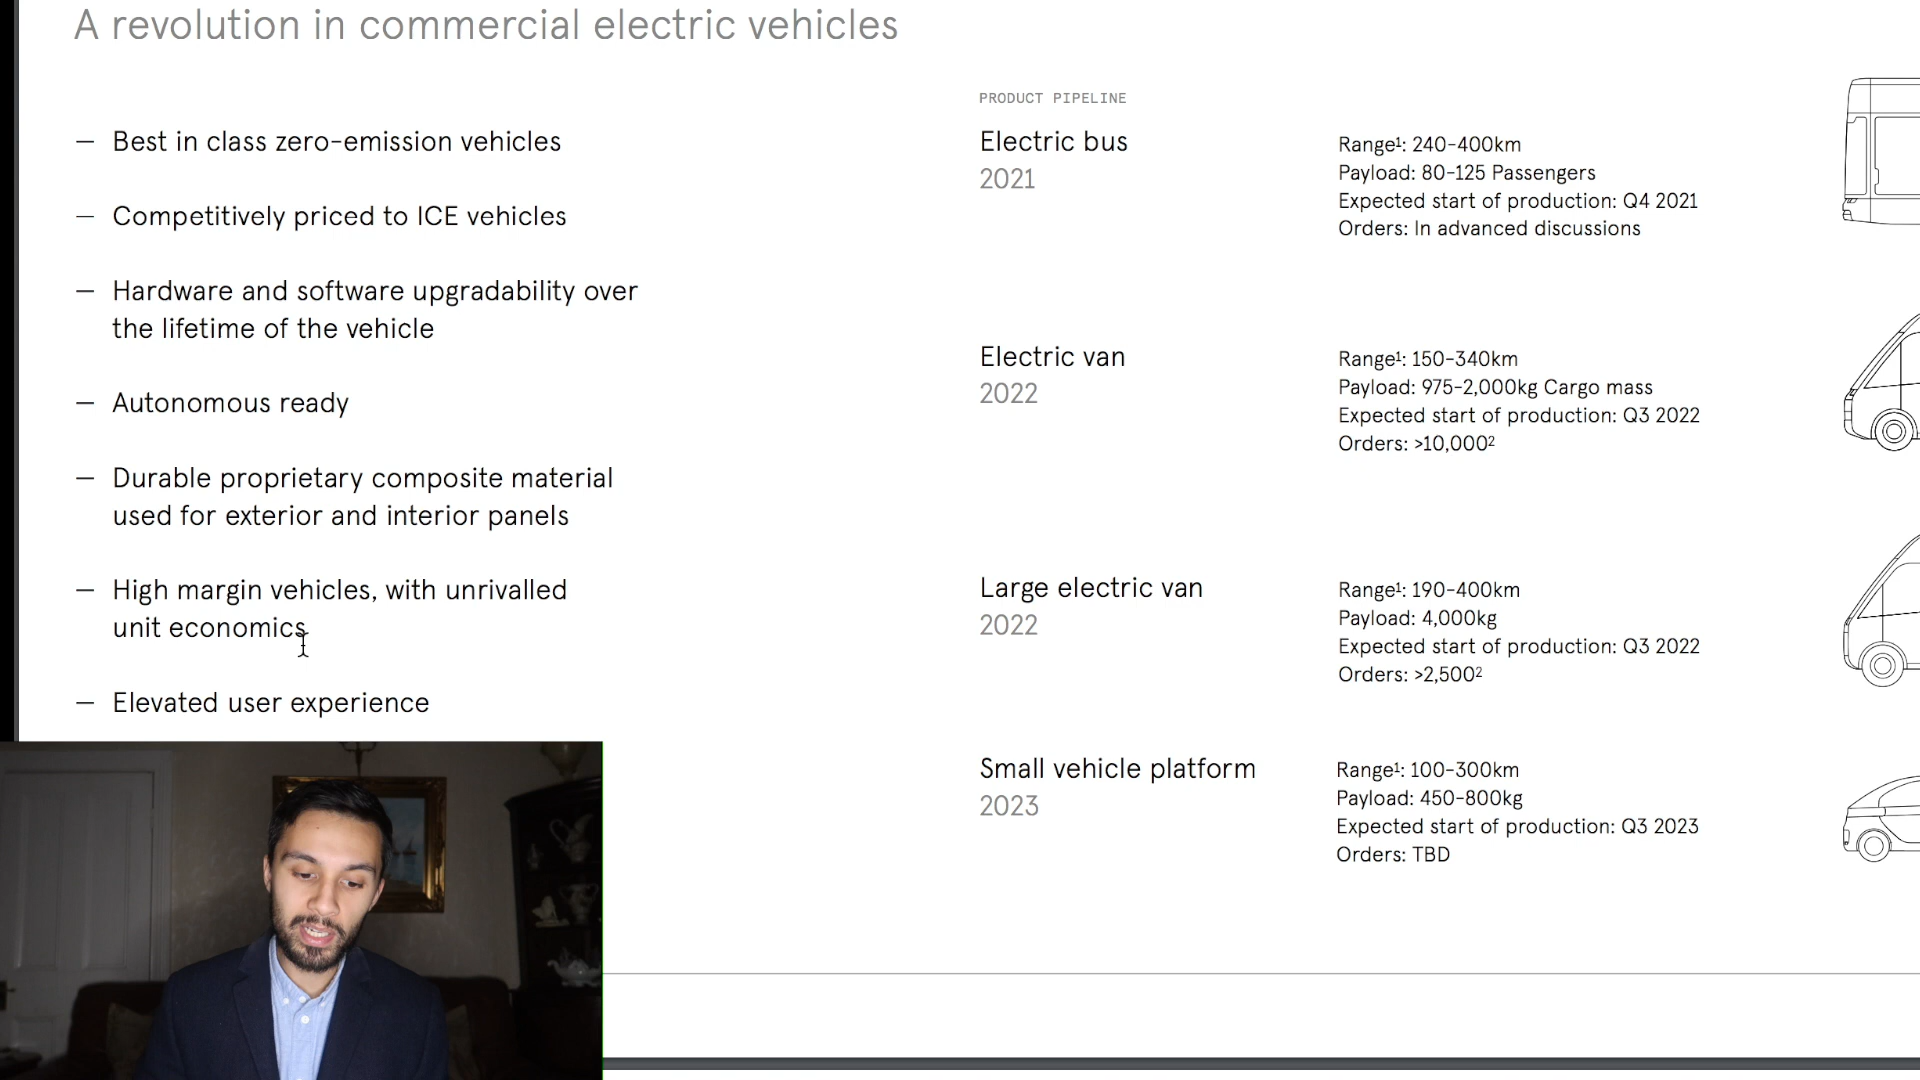 A revolution in commercial electric vehicles
— Best in class zero-emission vehicles
— Competitively priced to ICE vehicles
— Hardware and software upgradability over
the lifetime of the vehicle
— Autonomous ready
— Durable proprietary composite material
used for exterior and interior panels
— High margin vehicles, with unrivalled
unit economics
— Elevated user experience
PRODUCT PIPELINE
Electric bus
2021
Range¹: 240-400km
Payload: 80-125 Passengers
Expected start of production: Q4 2021
Orders: In advanced discussions
Electric van
2022
Range¹: 150-340km
Payload: 975-2,000kg Cargo mass
Expected start of production: Q3 2022
Orders: >10,000²
Large electric van
2022
Range¹: 190-400km
Payload: 4,000kg
Expected start of production: Q3 2022
Orders: >2,500²
Small vehicle platform
2023
Range¹: 100-300km
Payload: 450-800kg
Expected start of production: Q3 2023
Orders: TBD